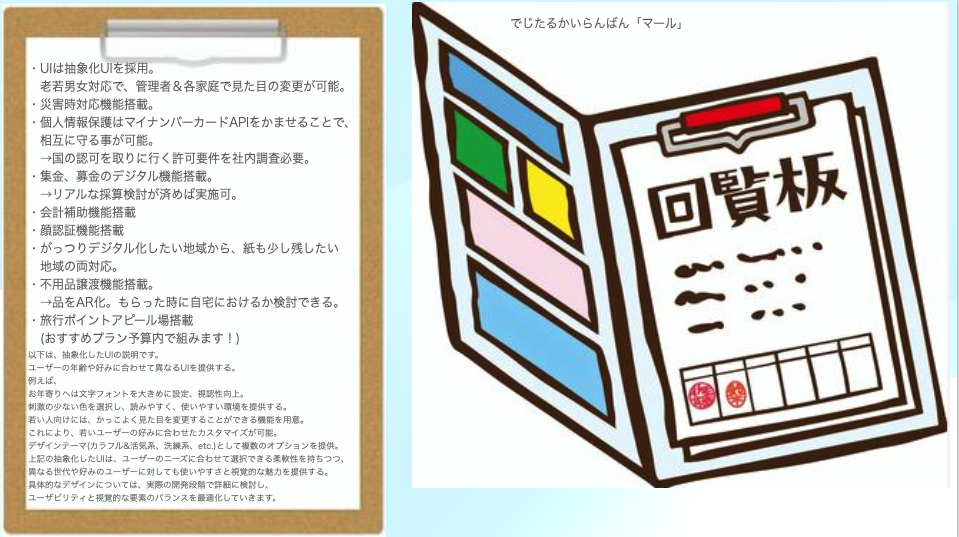 ・UIは抽象化UIを採用。
老若男女対応で、管理者＆各家庭で見た目の変更が可能。
・災害時対応機能搭載。
・個人情報保護はマイナンバーカードAPIをかませることで、
相互に守る事が可能。
→国の認可を取りに行く許可要件を社内調査必要。
・集金、募金のデジタル機能搭載。
→リアルな採算検討が済めば実施可。
・会計補助機能搭載
・顔認証機能搭載
・がっつりデジタル化したい地域から、紙も少し残したい
地域の両対応。
・不用品譲渡機能搭載。
→品をAR化。もらった時に自宅における か検討できる。
・旅行ポイントアピール場搭載
(おすすめプラン予算内で組みます！)
以下は、抽象化したUIの説明です。
ユーザーの年齢や好みに合わせて異なるUIを提供する。
例えば、
お年寄りへは文字フォントを大きめに設定、視認性向上。
刺激の少ない色を選択し、読みやすく、使いやすい環境を提供する。
若い人向けには、かっこよく見た目を変更することができる機能を用意。
これにより、若いユーザーの好みに合わせたカスタマイズが可能。
デザインテーマ(カラフル&活気系、洗練系、etc.)として複数のオプションを提供。
上記の抽象化したUIは、ユーザーのニーズに合わせて選択できる柔軟性を持ちつつ、
異なる世代や好みのユーザーに対しても使いやすさと視覚的な魅力を提供する。
具体的なデザインについては、実際の開発段階で詳細に検討し、
ユーザビリティと視覚的な要素のバランスを最適化していきます。
でじたるかいらんばん「マール」
回覧板